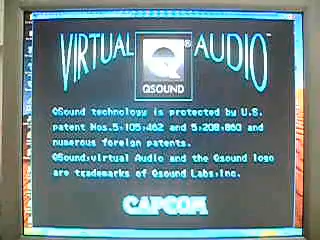 VIRTUAL AUDIO
Q ®
QSOUND
QSound technology is protected by U.S.
patent Nos.5:105:462 and 5:208:860 and
numerous foreign patents.
QSound:virtual Audio and the Qsound logo
are trademarks of Qsound Labs:inc.
CAPCOM